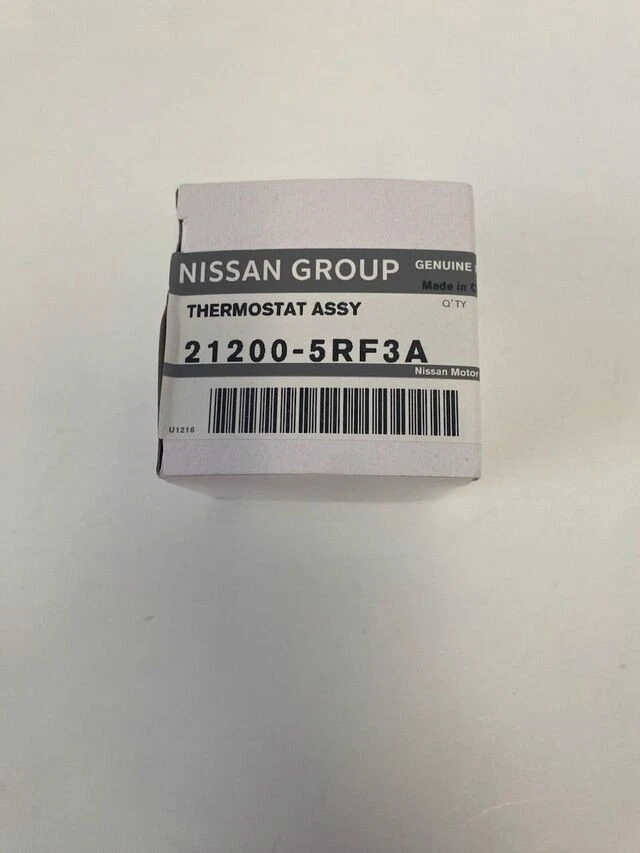 NISSAN GROUP
GENUINE
Made in
THERMOSTAT ASSY
Q'TY
21200-5RF3A
Nissan Motor
U1216